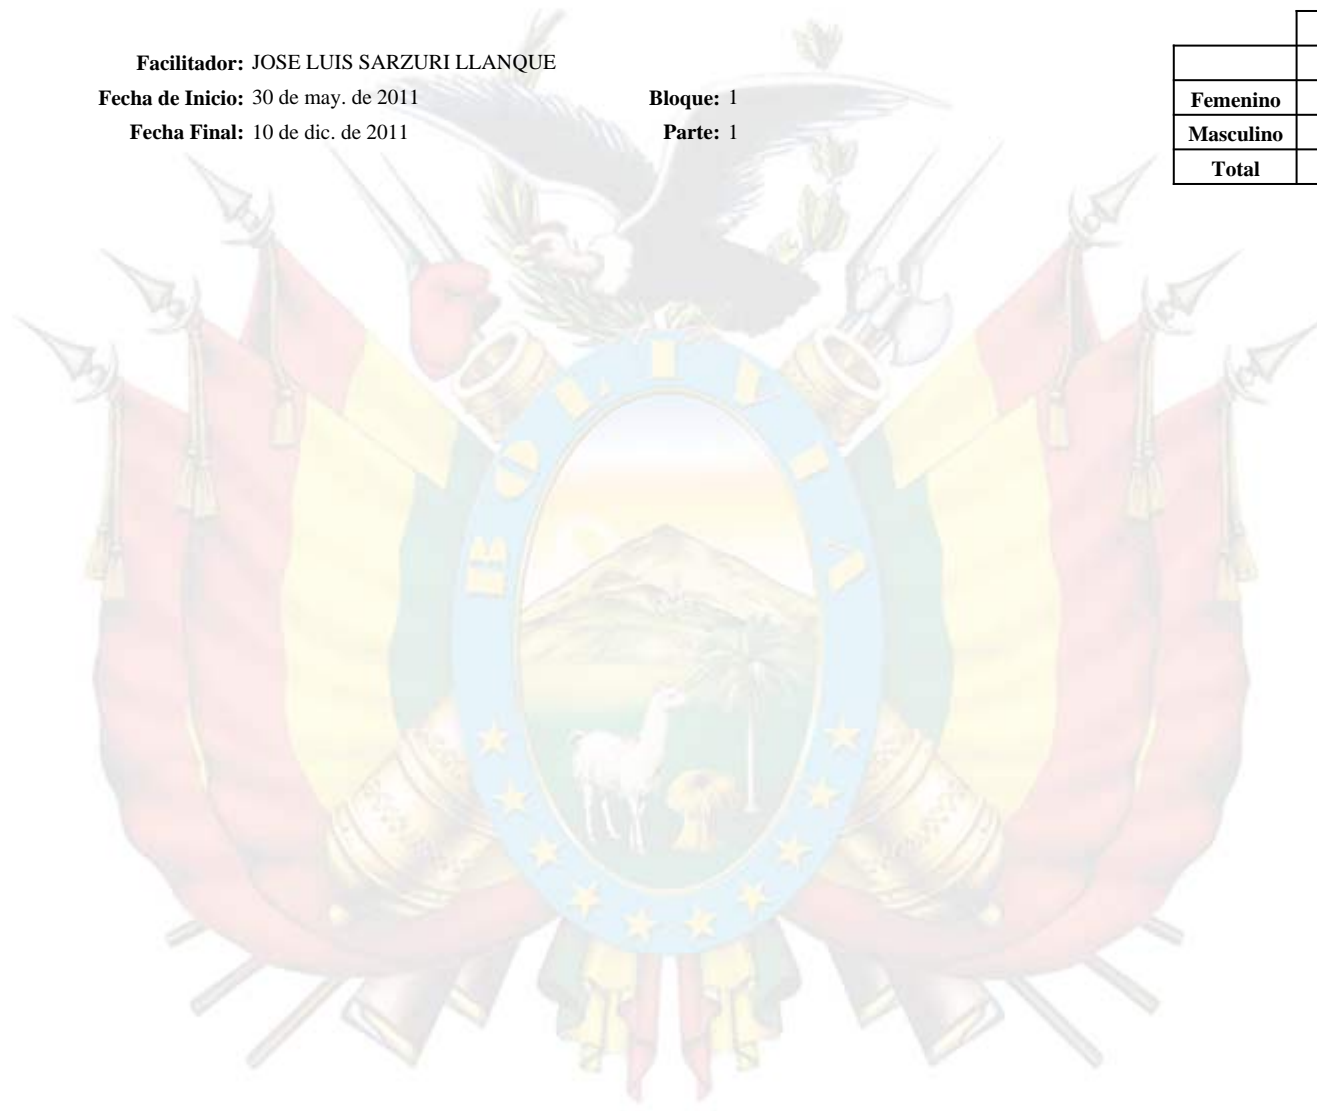 Facilitador: JOSE LUIS SARZURI LLANQUE
Fecha de Inicio: 30 de may. de 2011 Bloque: 1
Femenino
Fecha Final: 10 de dic. de 2011 Parte: 1
Masculino
Total
BOLIVIA